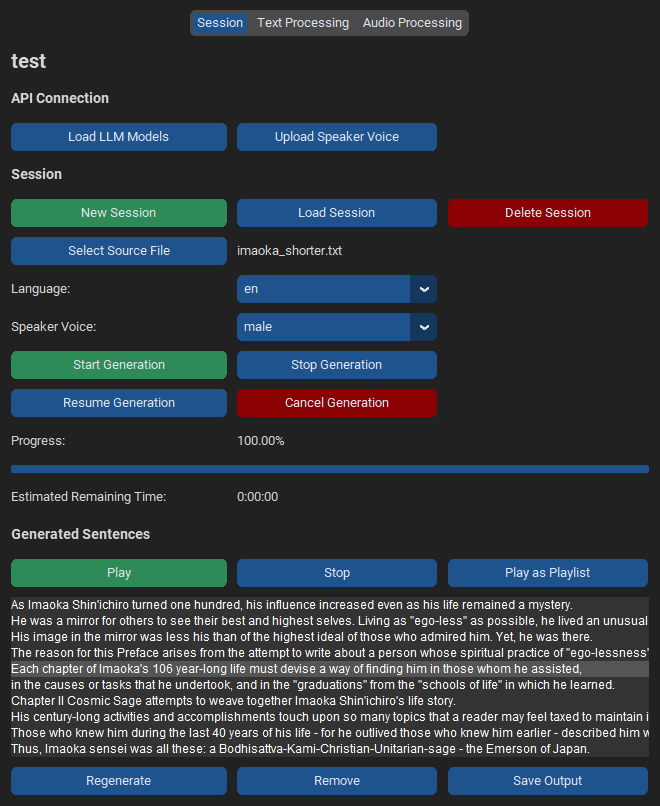 Session Text Processing Audio Processing
test
API Connection
Load LLM Models Upload Speaker Voice
Session
New Session Load Session Delete Session
Select Source File imaoka_shorter.txt
Language: en
Speaker Voice: male
Start Generation Stop Generation
Resume Generation Cancel Generation
Progress: 100.00%
Estimated Remaining Time: 0:00:00
Generated Sentences
Play Stop Play as Playlist
As Imaoka Shin'ichiro turned one hundred, his influence increased even as his life remained a mystery.
He was a mirror for others to see their best and highest selves. Living as "ego-less" as possible, he lived an unusual
His image in the mirror was less his than of the highest ideal of those who admired him. Yet, he was there.
The reason for this Preface arises from the attempt to write about a person whose spiritual practice of "ego-lessness"
Each chapter of Imaoka's 106 year-long life must devise a way of finding him in those whom he assisted,
in the causes or tasks that he undertook, and in the "graduations" from the "schools of life" in which he learned.
Chapter II Cosmic Sage attempts to weave together Imaoka Shin'ichiro's life story.
His century-long activities and accomplishments touch upon so many topics that a reader may feel taxed to maintain
Those who knew him during the last 40 years of his life - for he outlived those who knew him earlier - described him
Thus, Imaoka sensei was all these: a Bodhisattva-Kami-Christian-Unitarian-sage - the Emerson of Japan.
Regenerate Remove Save Output